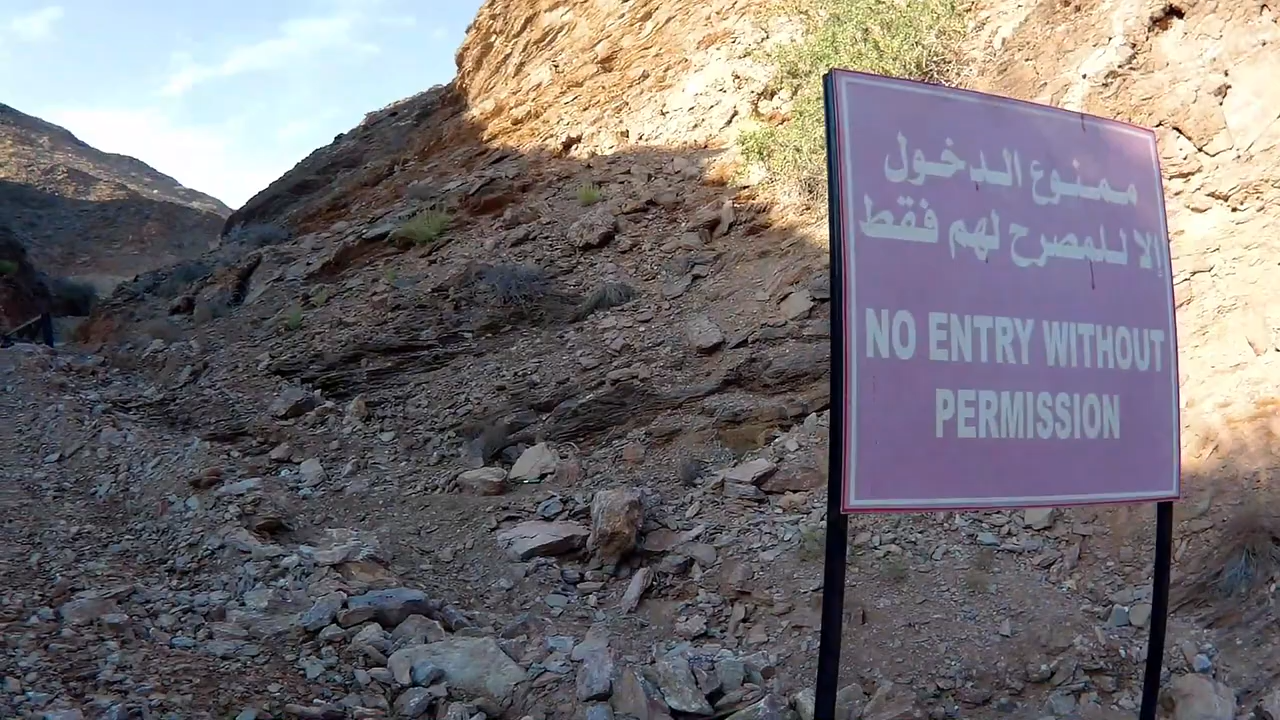 ممنوع الدخول
إلا للمصرح لهم فقط
NO ENTRY WITHOUT
PERMISSION